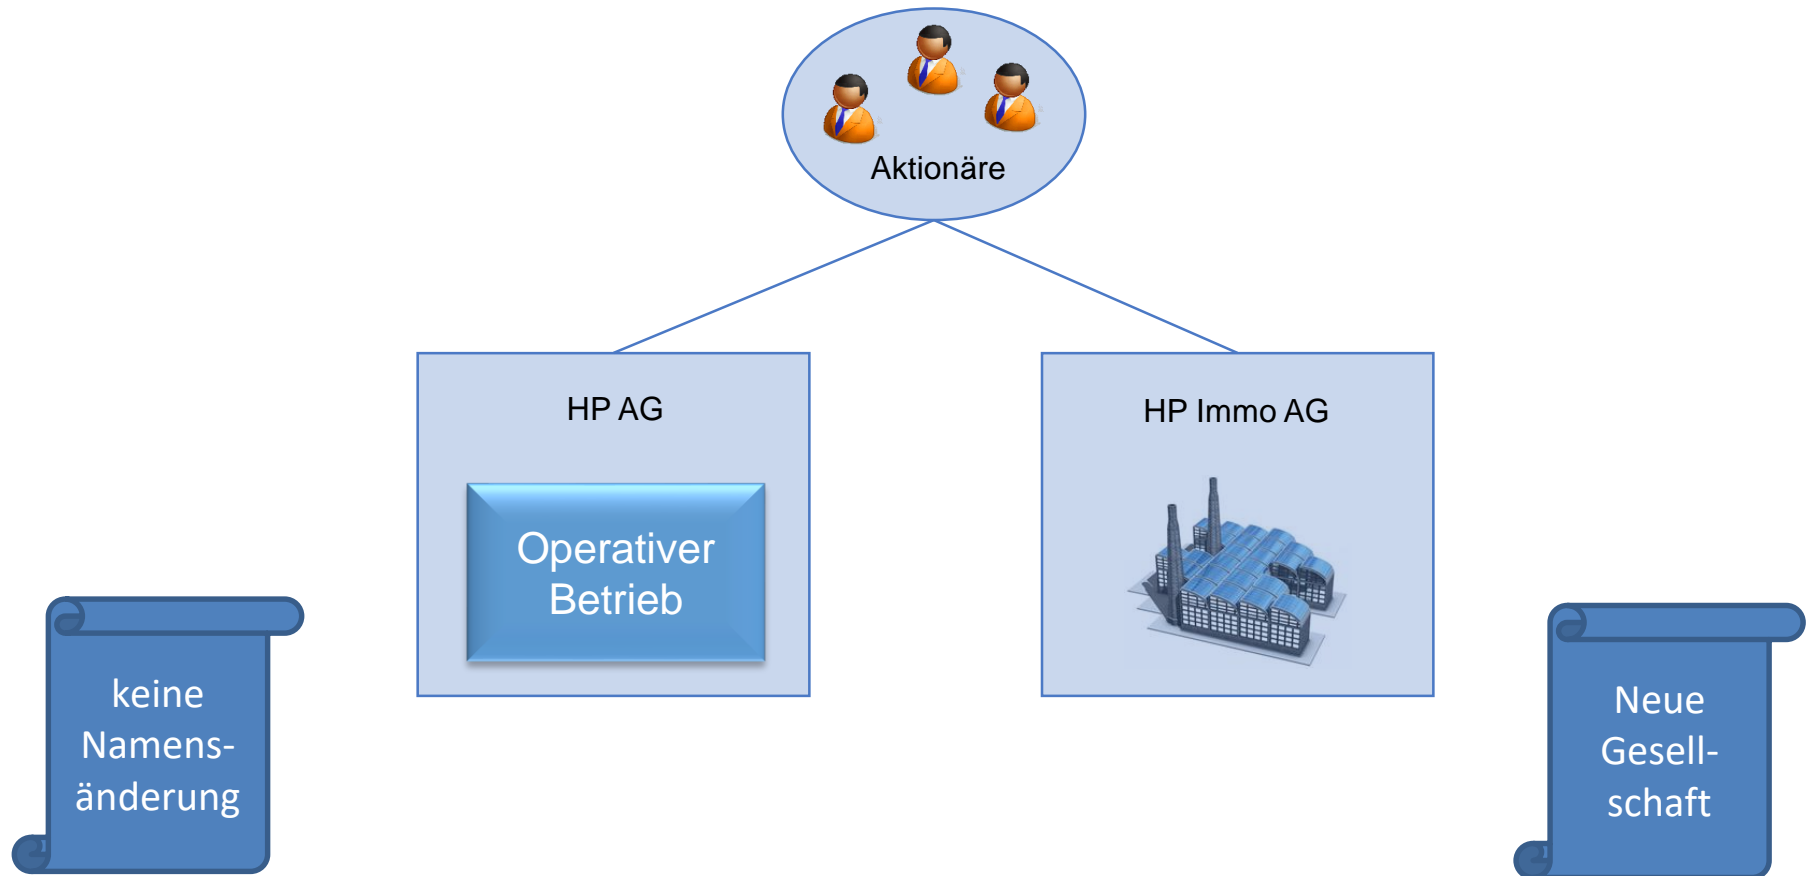 Aktionäre
HP AG
HP Immo AG
Operativer
Betrieb
keine
Namens-
änderung
Neue
Gesell-
schaft